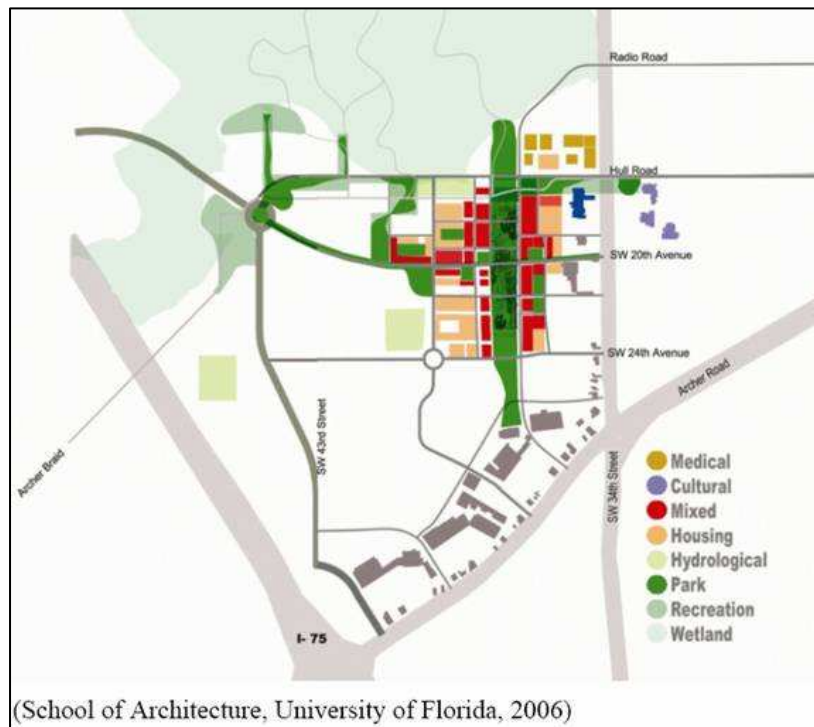 Radio Road
Hull Road
SW 20th Avenue
SW 24th Avenue
Archer Road
SW 43rd Street
Archer Braid
SW 34th Street
I- 75
Medical
Cultural
Mixed
Housing
Hydrological
Park
Recreation
Wetland
(School of Architecture, University of Florida, 2006)